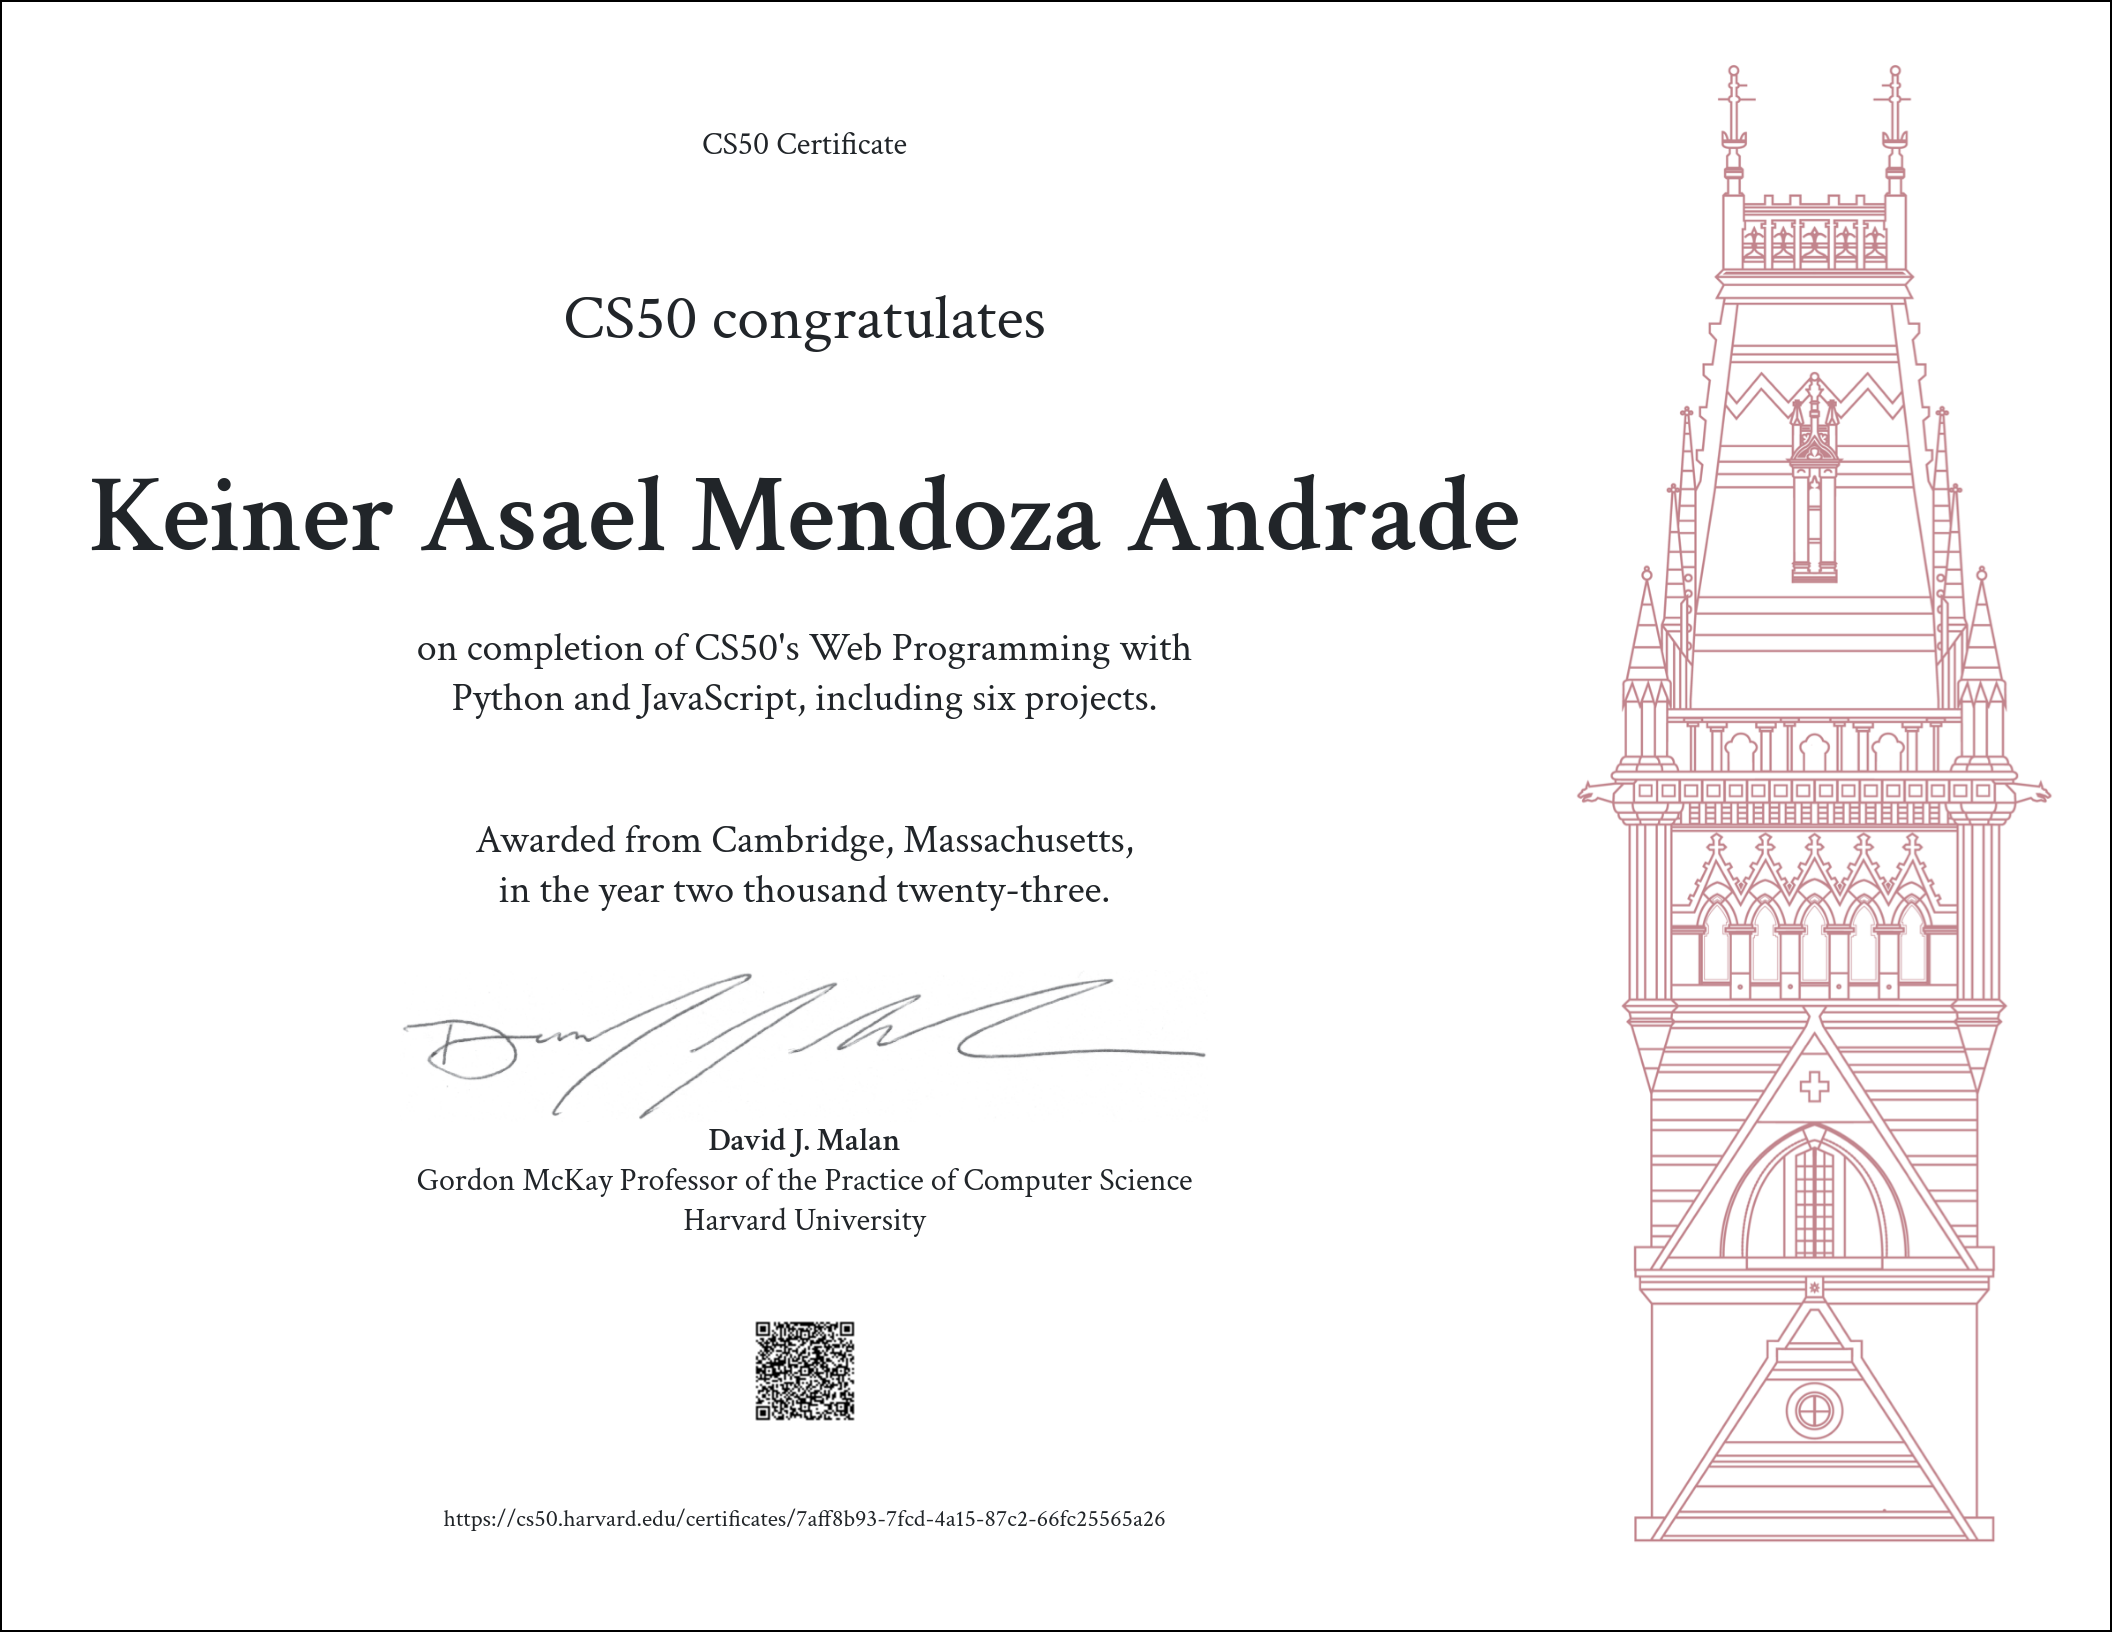 CS50 Certificate
CS50 congratulates
Keiner Asael Mendoza Andrade
on completion of CS50's Web Programming with
Python and JavaScript, including six projects.
Awarded from Cambridge, Massachusetts,
in the year two thousand twenty-three.
David J. Malan
Gordon McKay Professor of the Practice of Computer Science
Harvard University
https://cs50.harvard.edu/certificates/7aff8b93-7fcd-4a15-87c2-66fc25565a26